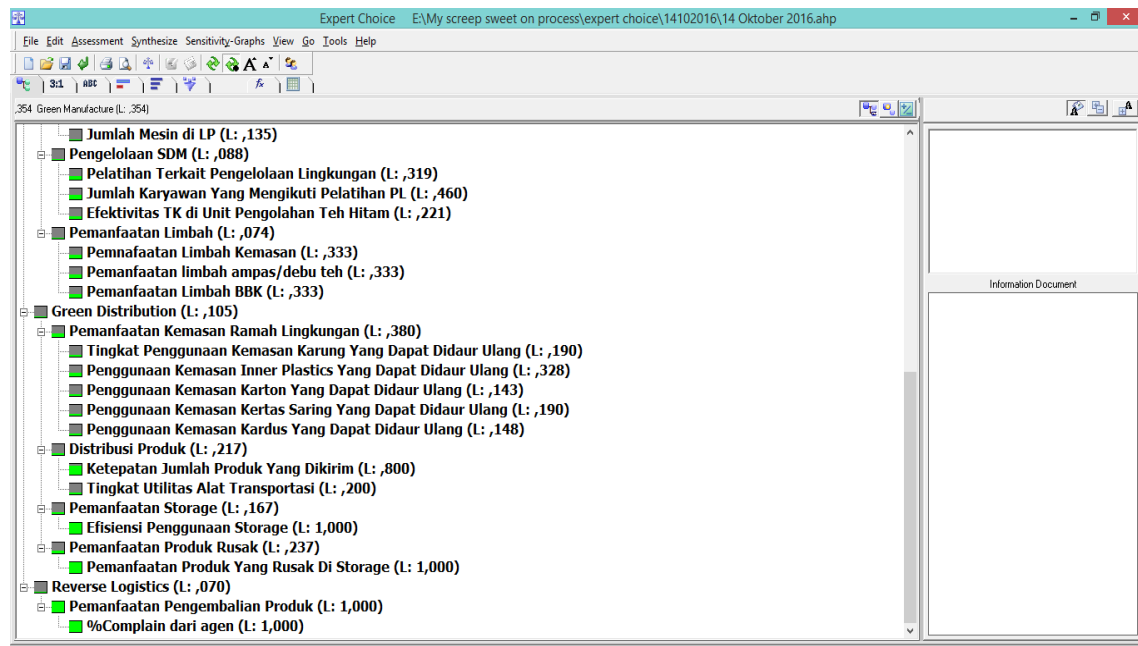 Expert Choice E:\My screep sweet on process\expert choice\14102016\14 Oktober 2016.ahp
File Edit Assessment Synthesize Sensitivity-Graphs View Go Tools Help
3:1 ABC fx
,354 Green Manufacture (L: ,354)
Jumlah Mesin di LP (L: ,135)
Pengelolaan SDM (L: ,088)
Pelatihan Terkait Pengelolaan Lingkungan (L: ,319)
Jumlah Karyawan Yang Mengikuti Pelatihan PL (L: ,460)
Efektivitas TK di Unit Pengolahan Teh Hitam (L: ,221)
Pemanfaatan Limbah (L: ,074)
Pemnafaatan Limbah Kemasan (L: ,333)
Pemanfaatan limbah ampas/debu teh (L: ,333)
Pemanfaatan Limbah BBK (L: ,333)
Information Document
Green Distribution (L: ,105)
Pemanfaatan Kemasan Ramah Lingkungan (L: ,380)
Tingkat Penggunaan Kemasan Karung Yang Dapat Didaur Ulang (L: ,190)
Penggunaan Kemasan Inner Plastics Yang Dapat Didaur Ulang (L: ,328)
Penggunaan Kemasan Karton Yang Dapat Didaur Ulang (L: ,143)
Penggunaan Kemasan Kertas Saring Yang Dapat Didaur Ulang (L: ,190)
Penggunaan Kemasan Kardus Yang Dapat Didaur Ulang (L: ,148)
Distribusi Produk (L: ,217)
Ketepatan Jumlah Produk Yang Dikirim (L: ,800)
Tingkat Utilitas Alat Transportasi (L: ,200)
Pemanfaatan Storage (L: ,167)
Efisiensi Penggunaan Storage (L: 1,000)
Pemanfaatan Produk Rusak (L: ,237)
Pemanfaatan Produk Yang Rusak Di Storage (L: 1,000)
Reverse Logistics (L: ,070)
Pemanfaatan Pengembalian Produk (L: 1,000)
%Complain dari agen (L: 1,000)